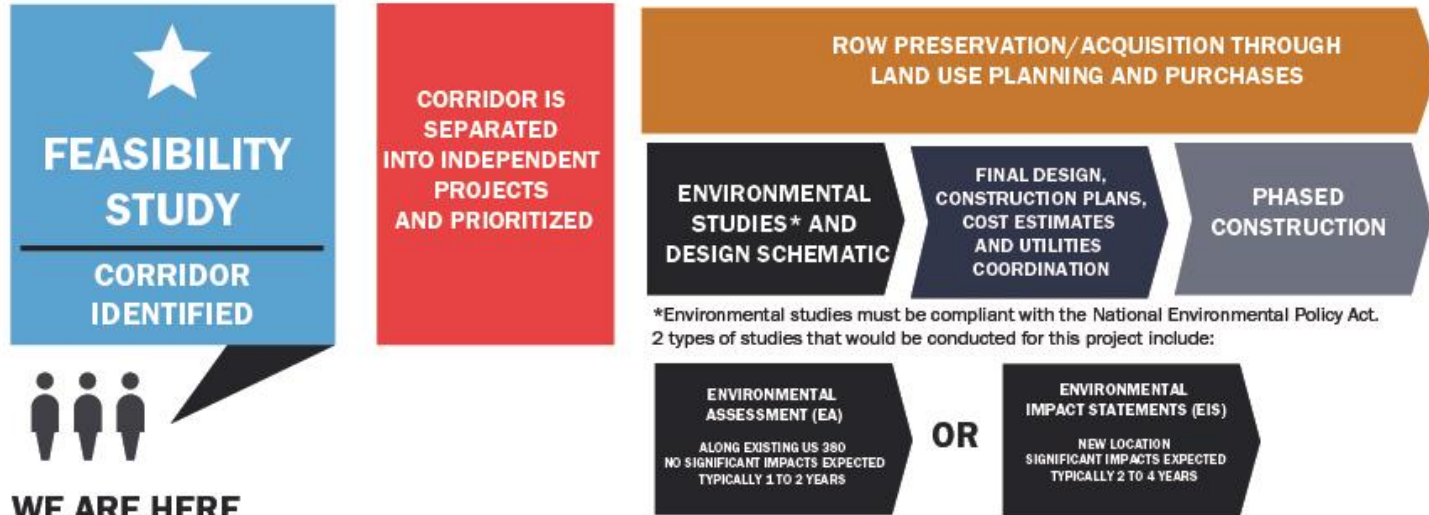 FEASIBILITY
STUDY
CORRIDOR
IDENTIFIED
WE ARE HERE
CORRIDOR IS
SEPARATED
INTO INDEPENDENT
PROJECTS
AND PRIORITIZED
ROW PRESERVATION/ACQUISITION THROUGH
LAND USE PLANNING AND PURCHASES
ENVIRONMENTAL
STUDIES* AND
DESIGN SCHEMATIC
FINAL DESIGN,
CONSTRUCTION PLANS,
COST ESTIMATES
AND UTILITIES
COORDINATION
PHASED
CONSTRUCTION
*Environmental studies must be compliant with the National Environmental Policy Act.
2 types of studies that would be conducted for this project include:
ENVIRONMENTAL
ASSESSMENT (EA)
ALONG EXISTING US 380
NO SIGNIFICANT IMPACTS EXPECTED
TYPICALLY 1 TO 2 YEARS
OR
ENVIRONMENTAL
IMPACT STATEMENTS (EIS)
NEW LOCATION
SIGNIFICANT IMPACTS EXPECTED
TYPICALLY 2 TO 4 YEARS